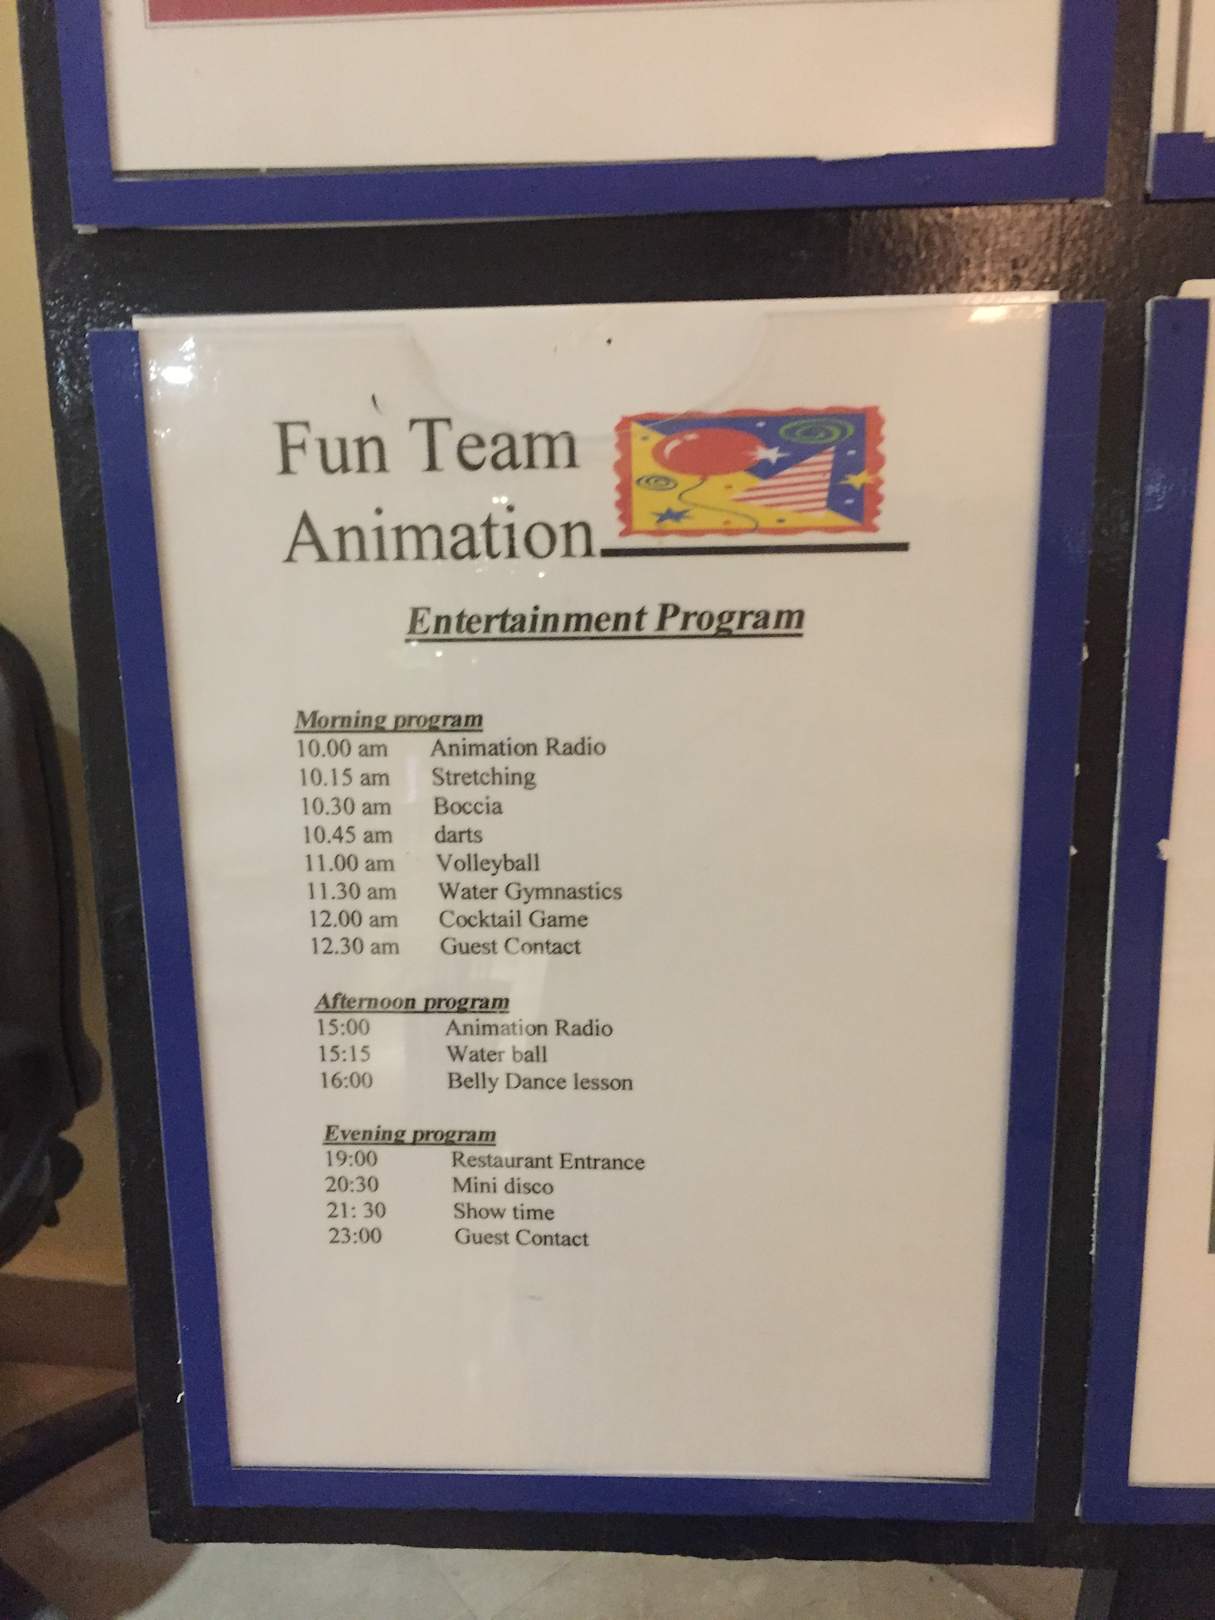 Fun Team
Animation
Entertainment Program
Morning program
10.00 am Animation Radio
10.15 am Stretching
10.30 am Boccia
10.45 am darts
11.00 am Volleyball
11.30 am Water Gymnastics
12.00 am Cocktail Game
12.30 am Guest Contact
Afternoon program
15:00 Animation Radio
15:15 Water ball
16:00 Belly Dance lesson
Evening program
19:00 Restaurant Entrance
20:30 Mini disco
21: 30 Show time
23:00 Guest Contact